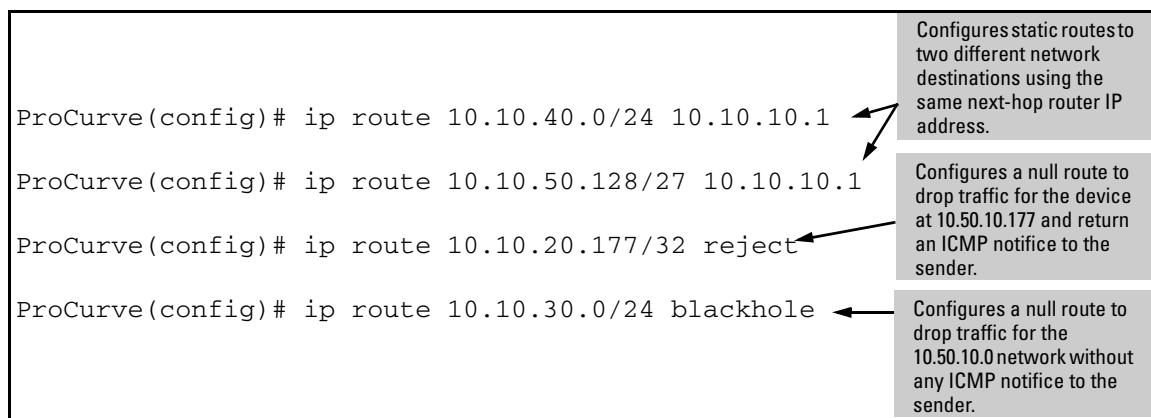 Configures static routes to
two different network
destinations using the
same next-hop router IP
address.
ProCurve(config)# ip route 10.10.40.0/24 10.10.10.1
ProCurve(config)# ip route 10.10.50.128/27 10.10.10.1
Configures a null route to
drop traffic for the device
at 10.50.10.177 and return
an ICMP notifice to the
sender.
ProCurve(config)# ip route 10.10.20.177/32 reject
ProCurve(config)# ip route 10.10.30.0/24 blackhole
Configures a null route to
drop traffic for the
10.50.10.0 network without
any ICMP notifice to the
sender.